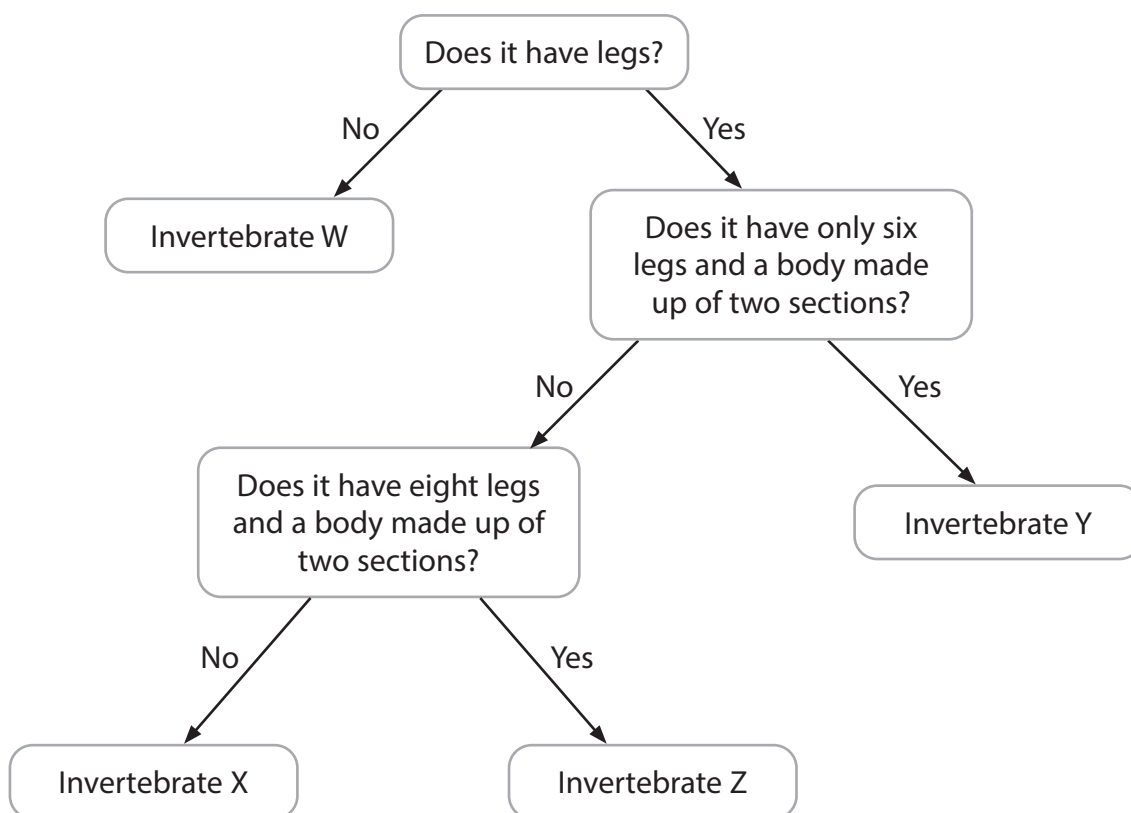 Does it have legs?
No
Yes
Invertebrate W
Does it have only six
legs and a body made
up of two sections?
No
Yes
Does it have eight legs
and a body made up of
two sections?
Invertebrate Y
No
Yes
Invertebrate X
Invertebrate Z